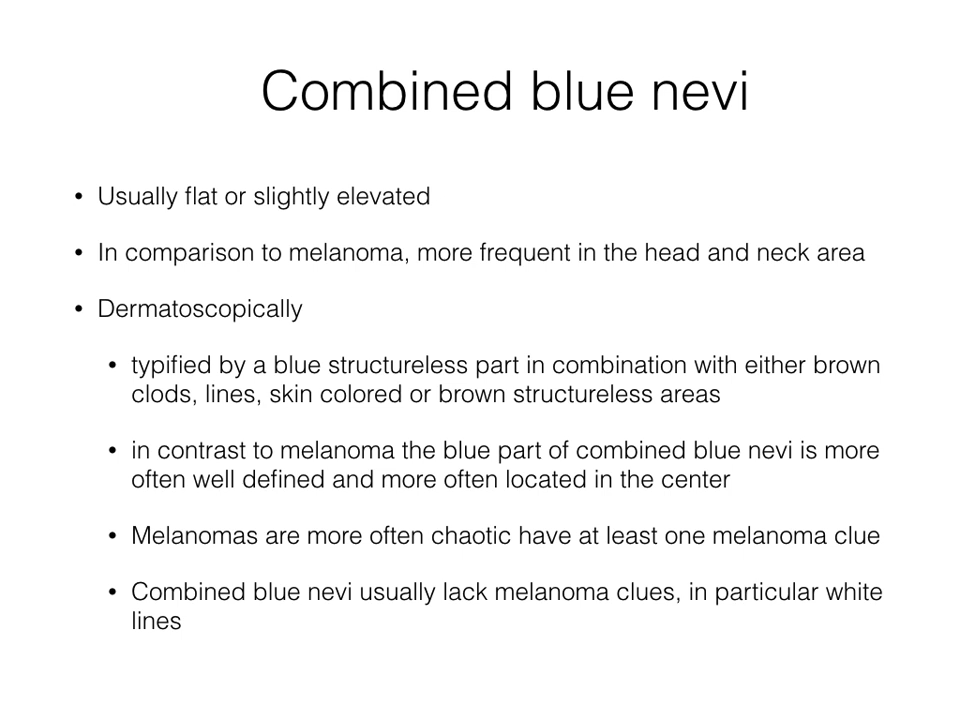 Combined blue nevi
• Usually flat or slightly elevated
• In comparison to melanoma, more frequent in the head and neck area
• Dermatoscopically
• typified by a blue structureless part in combination with either brown
clods, lines, skin colored or brown structureless areas
• in contrast to melanoma the blue part of combined blue nevi is more
often well defined and more often located in the center
• Melanomas are more often chaotic have at least one melanoma clue
• Combined blue nevi usually lack melanoma clues, in particular white
lines